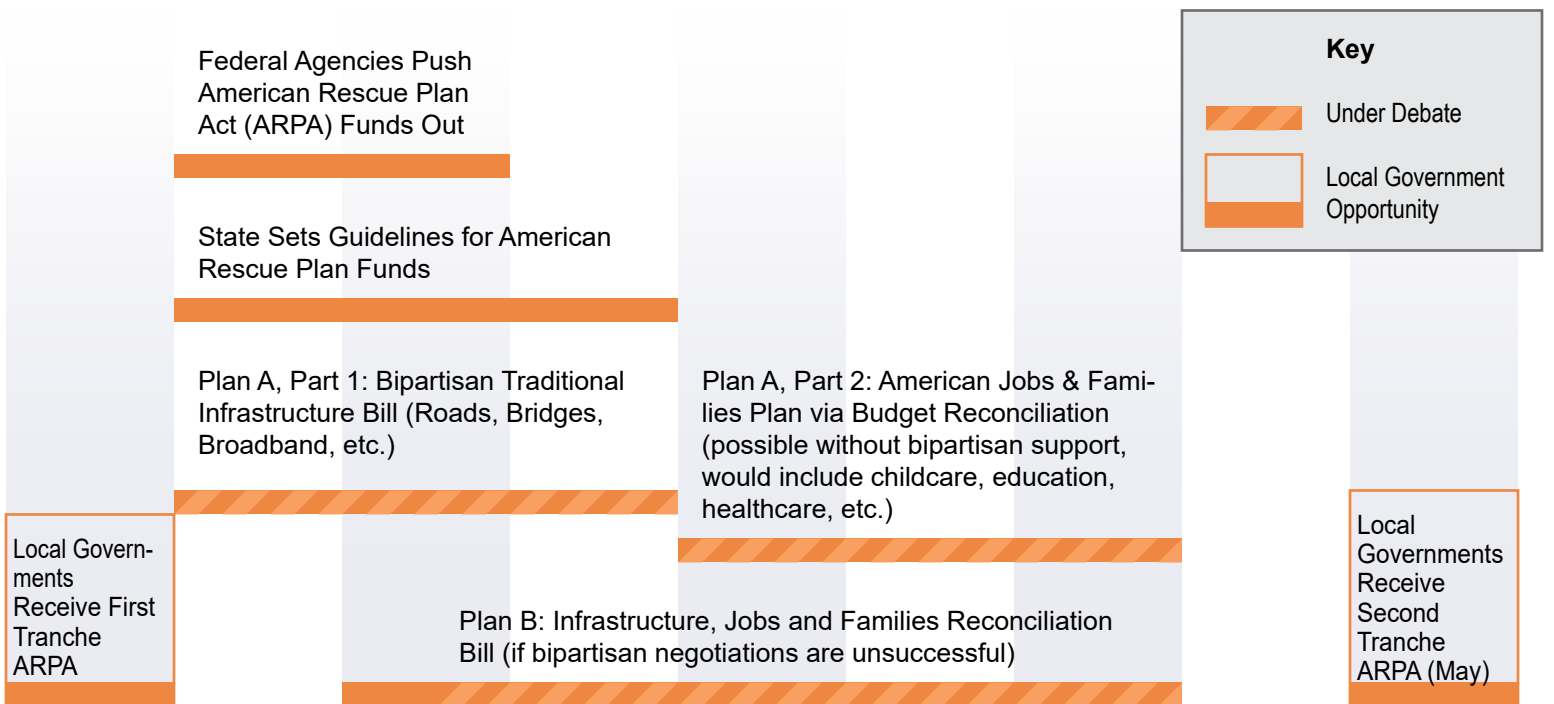 Federal Agencies Push
American Rescue Plan
Act (ARPA) Funds Out
State Sets Guidelines for American
Rescue Plan Funds
Plan A, Part 1: Bipartisan Traditional
Infrastructure Bill (Roads, Bridges,
Broadband, etc.)
Plan A, Part 2: American Jobs & Fami-
lies Plan via Budget Reconciliation
(possible without bipartisan support,
would include childcare, education,
healthcare, etc.)
Local Govern-
ments
Receive First
Tranche
ARPA
Plan B: Infrastructure, Jobs and Families Reconciliation
Bill (if bipartisan negotiations are unsuccessful)
Local
Governments
Receive
Second
Tranche
ARPA (May)
Key
Under Debate
Local Government
Opportunity